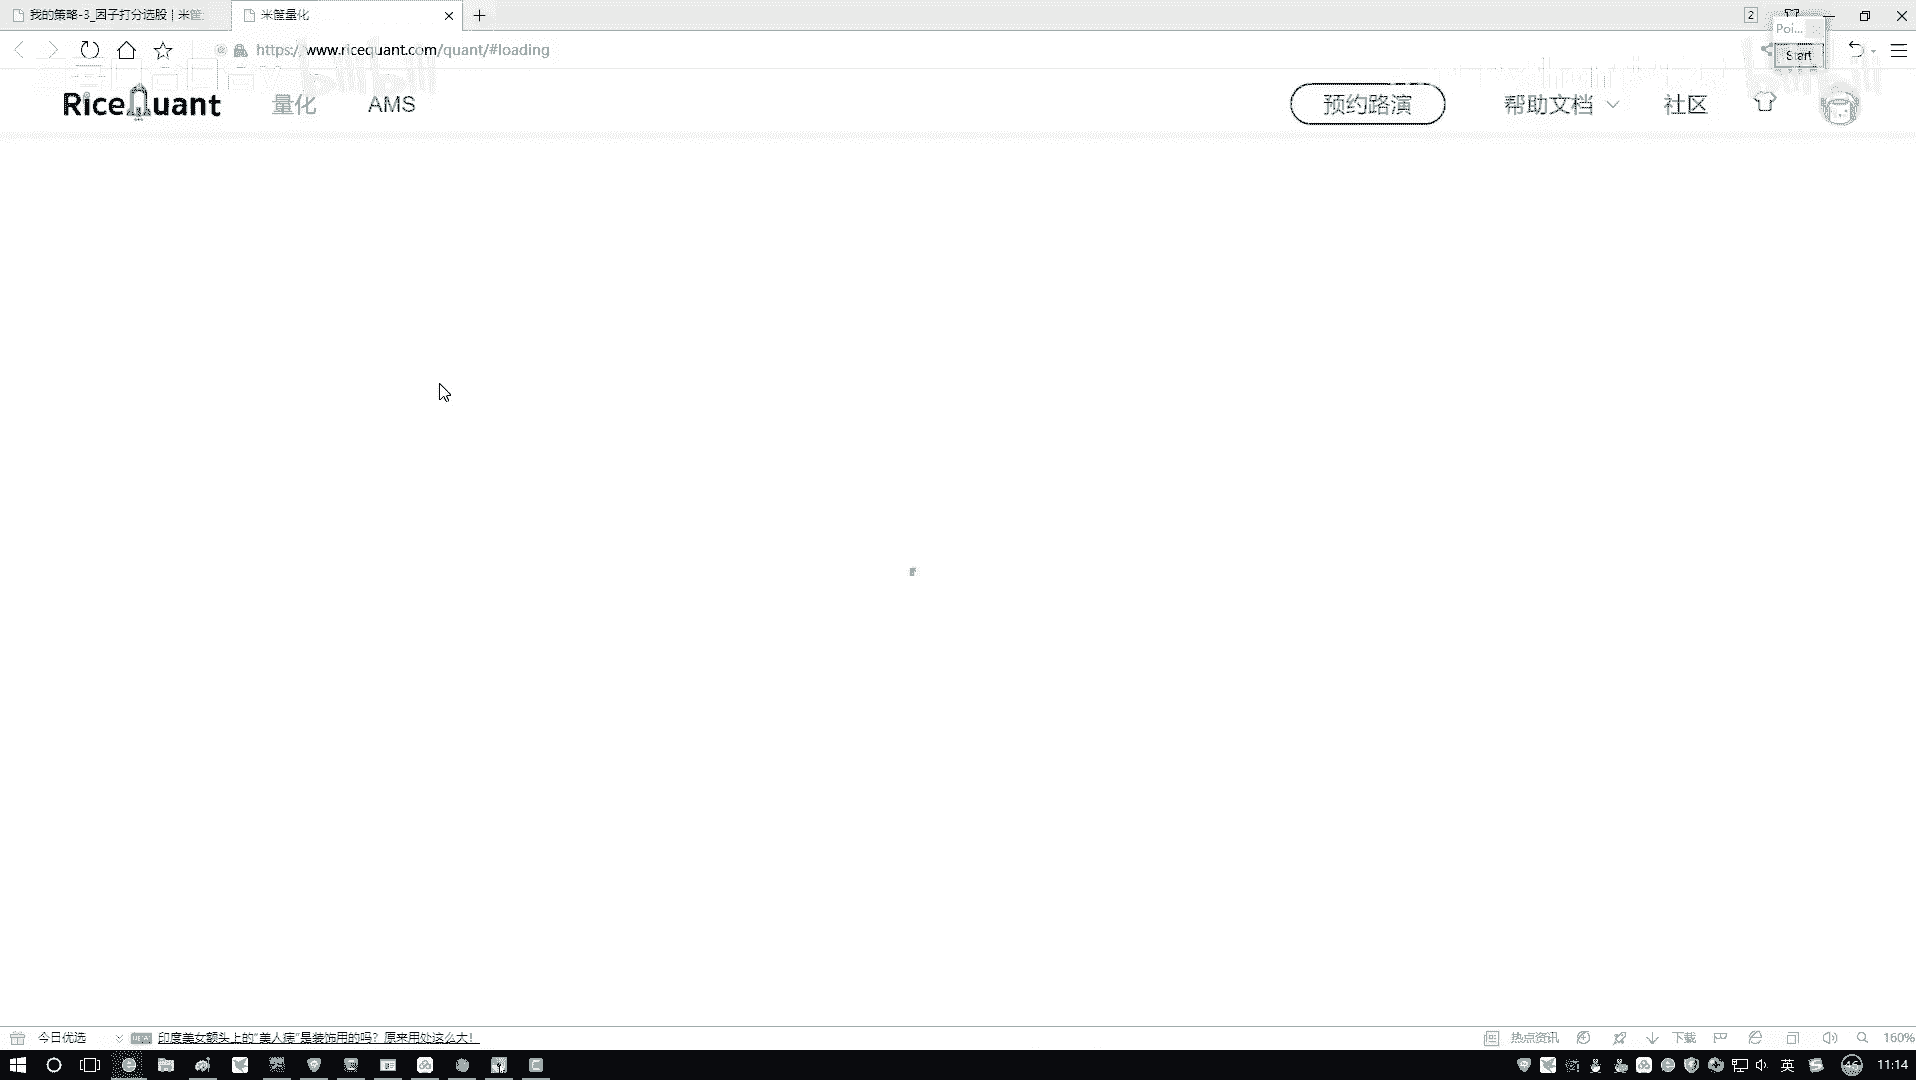 我的策略-3_因子打分选股 | 米筐
米筐量化
2
https://www.ricequant.com/quant/#loading
Poi...
Start
RiceQuant
量化
AMS
预约路演
帮助文档
社区
今日优选
印度美女额头上的“美人痣”是装饰用的吗？原来用处这么大！
热点资讯
下载
160%
英
46
11:14